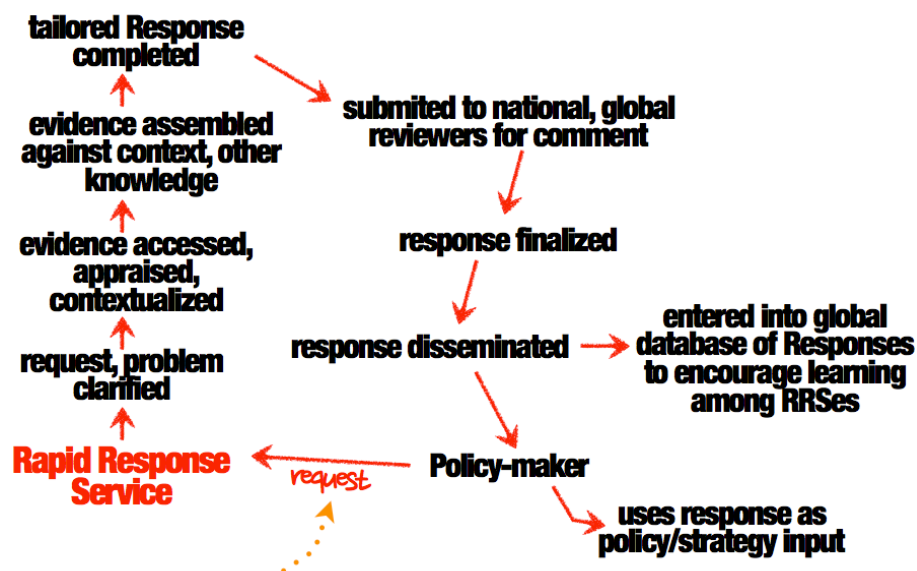 tailored Response
completed
submited to national, global
reviewers for comment
evidence assembled
against context, other
knowledge
response finalized
evidence accessed,
appraised,
contextualized
entered into global
database of Responses
to encourage learning
among RRSes
response disseminated
request, problem
clarified
Rapid Response
Service
request
Policy-maker
uses response as
policy/strategy input